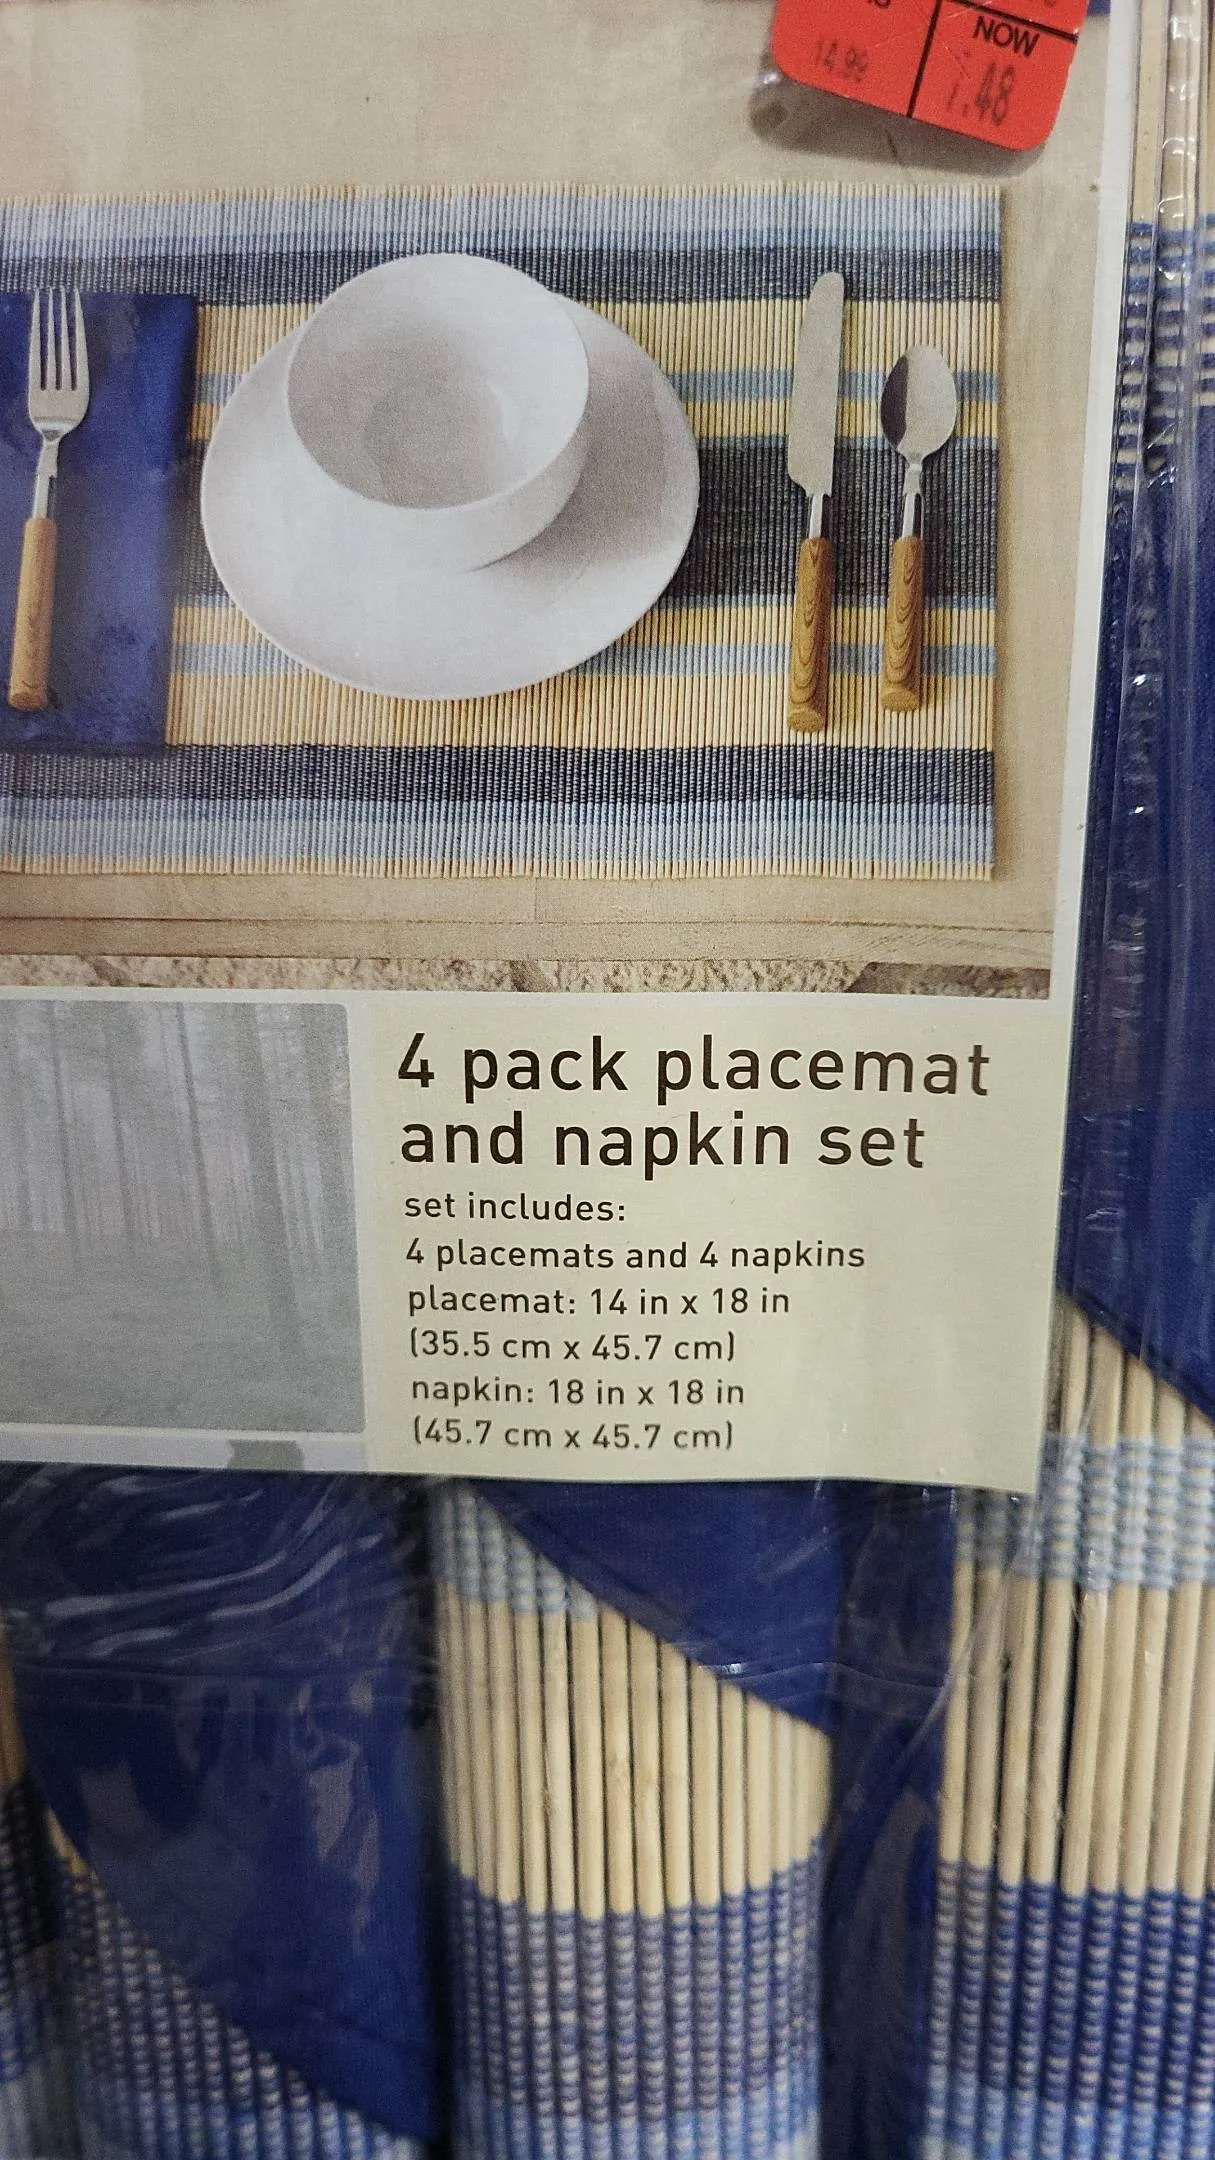 NOW
14.99
4 pack placemat
and napkin set
set includes:
4 placemats and 4 napkins
placemat: 14 in x 18 in
(35.5 cm x 45.7 cm)
napkin: 18 in x 18 in
(45.7 cm x 45.7 cm)